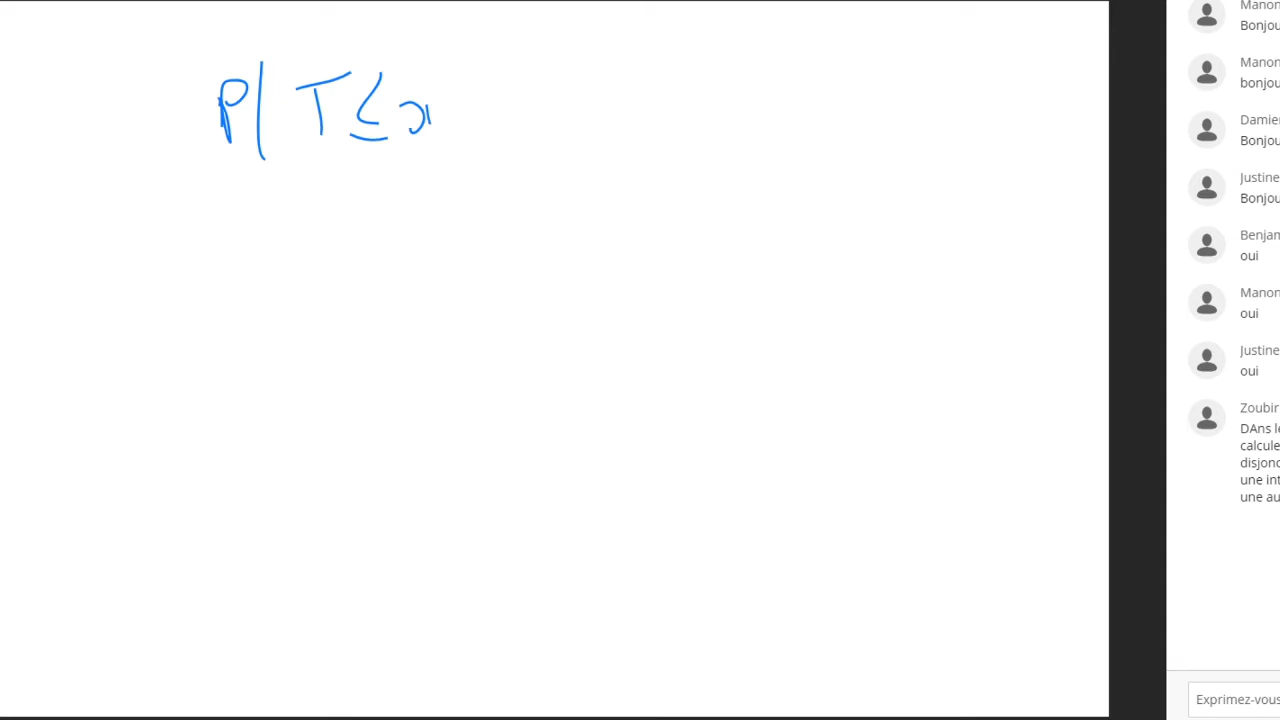 P( T ≤ x
Manon
Bonjou
Manon
bonjou
Damien
Bonjou
Justine
Bonjou
Benjam
oui
Manon
oui
Justine
oui
Zoubir
DAns le
calcule
disjonc
une int
une au
Exprimez-vous